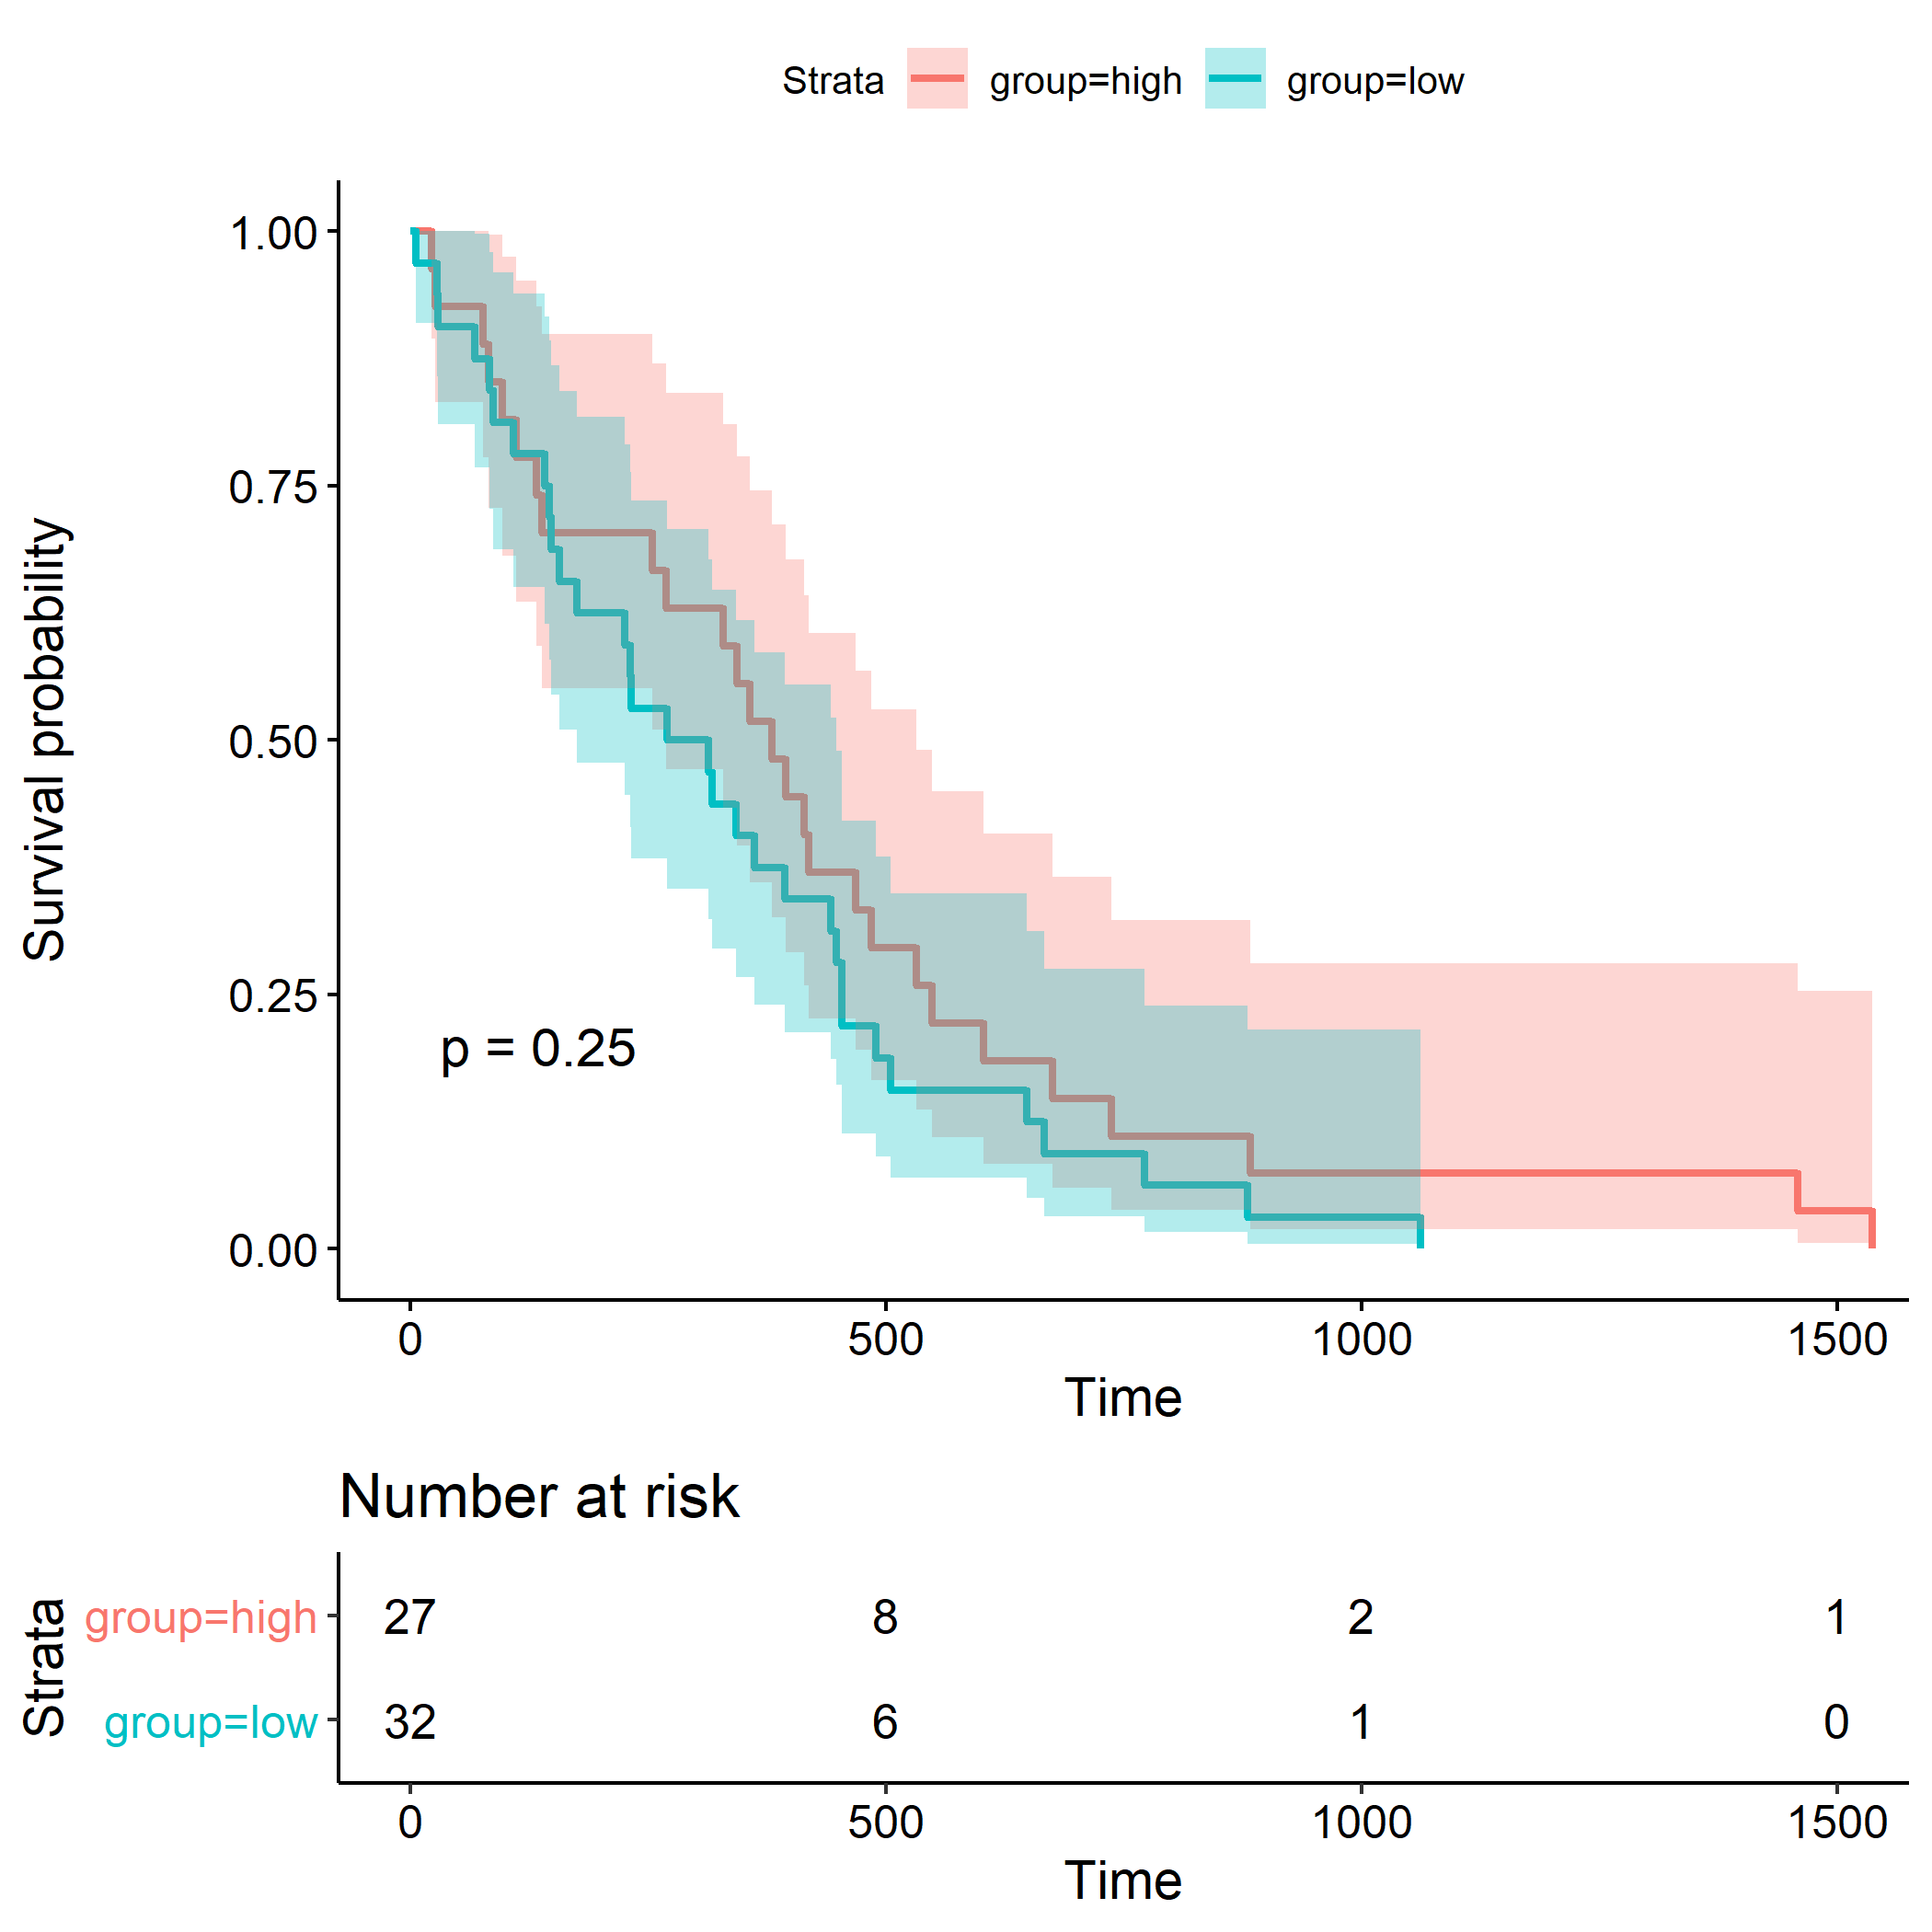 Strata group=high group=low
Survival probability
1.00
0.75
0.50
0.25
0.00
p = 0.25
0 500 1000 1500
Time
Number at risk
Strata
group=high 27 8 2 1
group=low 32 6 1 0
0 500 1000 1500
Time